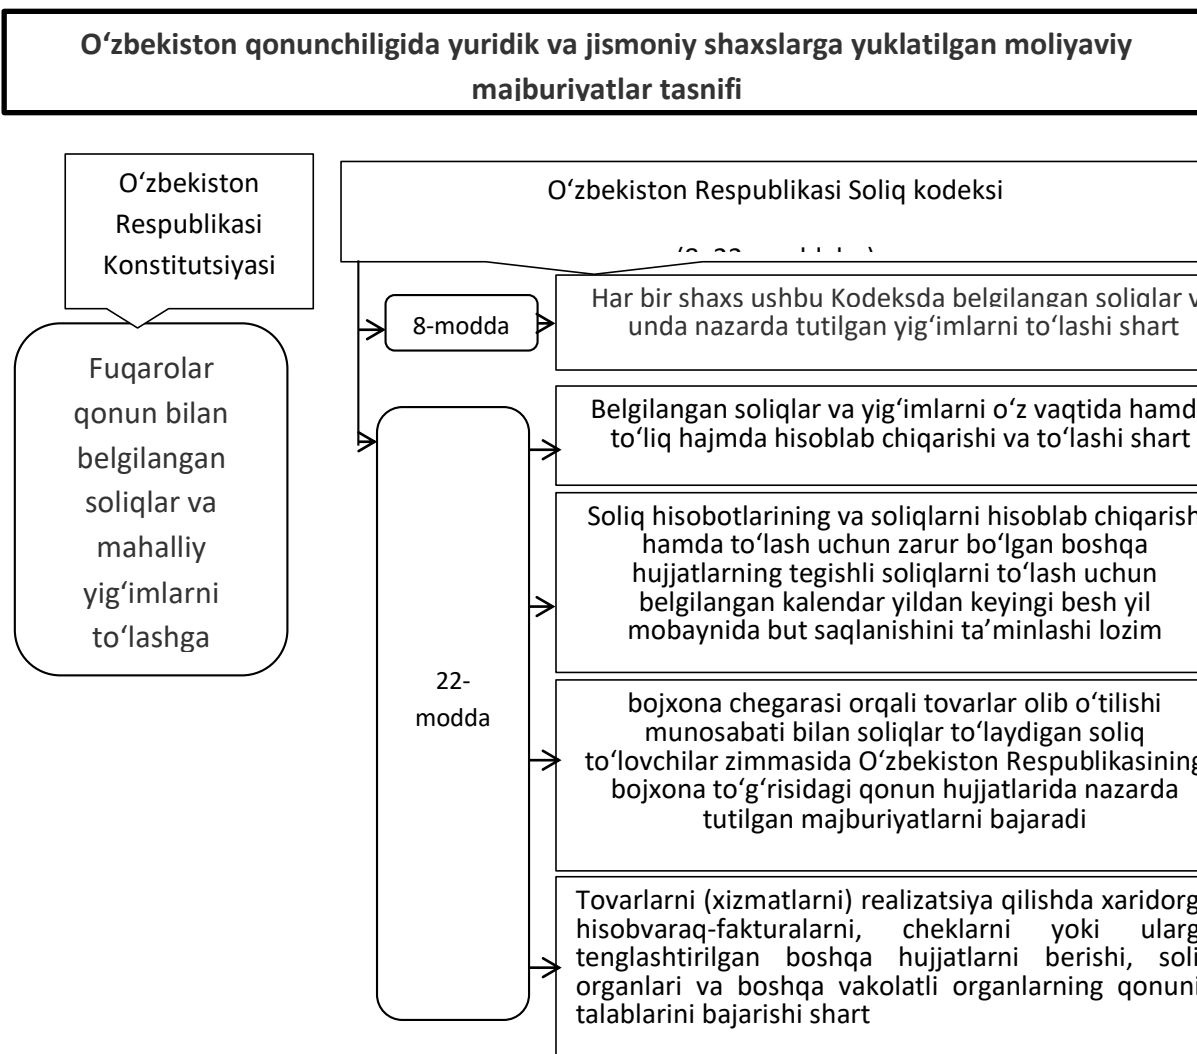 O‘zbekiston qonunchiligida yuridik va jismoniy shaxslarga yuklatilgan moliyaviy
majburiyatlar tasnifi
O‘zbekiston
Respublikasi
Konstitutsiyasi
Fuqarolar
qonun bilan
belgilangan
soliqlar va
mahalliy
yig‘imlarni
to‘lashga
O‘zbekiston Respublikasi Soliq kodeksi
8-modda
Har bir shaxs ushbu Kodeksda belgilangan soliqlar v
unda nazarda tutilgan yig‘imlarni to‘lashi shart
22-
modda
Belgilangan soliqlar va yig‘imlarni o‘z vaqtida hamd
to‘liq hajmda hisoblab chiqarishi va to‘lashi shart
Soliq hisobotlarining va soliqlarni hisoblab chiqarish
hamda to‘lash uchun zarur bo‘lgan boshqa
hujjatlarning tegishli soliqlarni to‘lash uchun
belgilangan kalendar yildan keyingi besh yil
mobaynida but saqlanishini ta’minlashi lozim
bojxona chegarasi orqali tovarlar olib o‘tilishi
munosabati bilan soliqlar to‘laydigan soliq
to‘lovchilar zimmasida O‘zbekiston Respublikasining
bojxona to‘g‘risidagi qonun hujjatlarida nazarda
tutilgan majburiyatlarni bajaradi
Tovarlarni (xizmatlarni) realizatsiya qilishda xaridorg
hisobvaraq-fakturalarni, cheklarni yoki ularg
tenglashtirilgan boshqa hujjatlarni berishi, soli
organlari va boshqa vakolatli organlarning qonuni
talablarini bajarishi shart